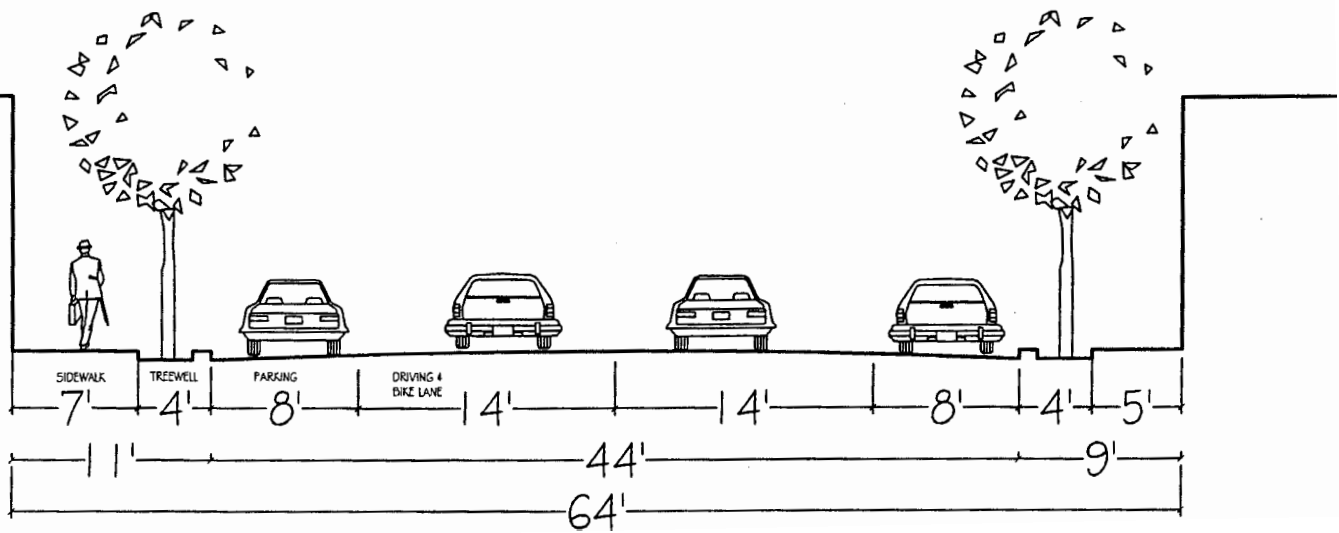 SIDEWALK TREEWELL PARKING DRIVING &
BIKE LANE
7' 4' 8' 14' 14' 8' 4' 5'
11' 44' 9'
64'